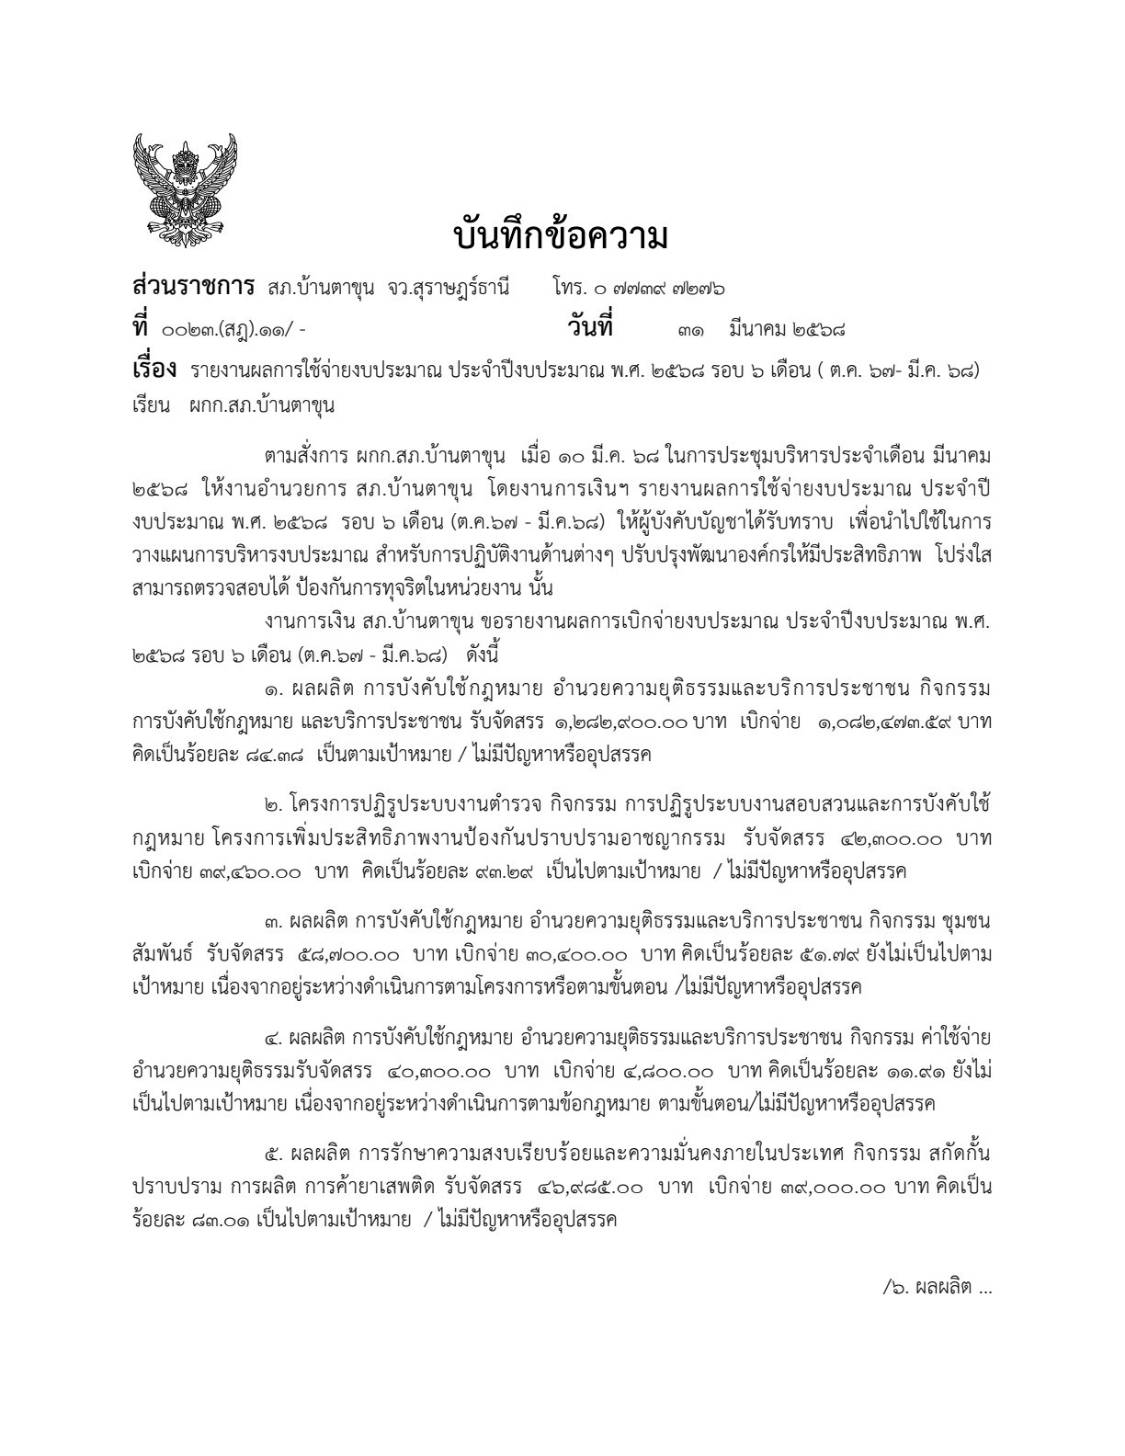 บันทึกข้อความ
ส่วนราชการ สภ.บ้านตาขุน จว.สุราษฎร์ธานี โทร. ๐ ๗๗๓๙ ๗๒๗๖
ที่ ๐๐๒๓.(สฎ).๑๑/ - วันที่ ๓๑ มีนาคม ๒๕๖๘
เรื่อง รายงานผลการใช้จ่ายงบประมาณ ประจำปีงบประมาณ พ.ศ. ๒๕๖๘ รอบ ๖ เดือน ( ต.ค. ๖๗- มี.ค. ๖๘)
เรียน ผกก.สภ.บ้านตาขุน
ตามสั่งการ ผกก.สภ.บ้านตาขุน เมื่อ ๑๐ มี.ค. ๖๘ ในการประชุมบริหารประจำเดือน มีนาคม
๒๕๖๘ ให้งานอำนวยการ สภ.บ้านตาขุน โดยงานการเงินฯ รายงานผลการใช้จ่ายงบประมาณ ประจำปี
งบประมาณ พ.ศ. ๒๕๖๘ รอบ ๖ เดือน (ต.ค.๖๗ - มี.ค.๖๘) ให้ผู้บังคับบัญชาได้รับทราบ เพื่อนำไปใช้ในการ
วางแผนการบริหารงบประมาณ สำหรับการปฏิบัติงานด้านต่างๆ ปรับปรุงพัฒนาองค์กรให้มีประสิทธิภาพ โปร่งใส
สามารถตรวจสอบได้ ป้องกันการทุจริตในหน่วยงาน นั้น
งานการเงิน สภ.บ้านตาขุน ขอรายงานผลการเบิกจ่ายงบประมาณ ประจำปีงบประมาณ พ.ศ.
๒๕๖๘ รอบ ๖ เดือน (ต.ค.๖๗ - มี.ค.๖๘) ดังนี้
๑. ผลผลิต การบังคับใช้กฎหมาย อำนวยความยุติธรรมและบริการประชาชน กิจกรรม
การบังคับใช้กฎหมาย และบริการประชาชน รับจัดสรร ๑,๒๘๒,๙๐๐.๐๐ บาท เบิกจ่าย ๑,๐๘๒,๔๗๓.๕๙ บาท
คิดเป็นร้อยละ ๘๔.๓๘ เป็นตามเป้าหมาย / ไม่มีปัญหาหรืออุปสรรค
๒. โครงการปฏิรูประบบงานตำรวจ กิจกรรม การปฏิรูประบบงานสอบสวนและการบังคับใช้
กฎหมาย โครงการเพิ่มประสิทธิภาพงานป้องกันปราบปรามอาชญากรรม รับจัดสรร ๔๒,๓๐๐.๐๐ บาท
เบิกจ่าย ๓๙,๔๖๐.๐๐ บาท คิดเป็นร้อยละ ๙๓.๒๙ เป็นไปตามเป้าหมาย / ไม่มีปัญหาหรืออุปสรรค
๓. ผลผลิต การบังคับใช้กฎหมาย อำนวยความยุติธรรมและบริการประชาชน กิจกรรม ชุมชน
สัมพันธ์ รับจัดสรร ๕๘,๗๐๐.๐๐ บาท เบิกจ่าย ๓๐,๔๐๐.๐๐ บาท คิดเป็นร้อยละ ๕๑.๗๙ ยังไม่เป็นไปตาม
เป้าหมาย เนื่องจากอยู่ระหว่างดำเนินการตามโครงการหรือตามขั้นตอน /ไม่มีปัญหาหรืออุปสรรค
๔. ผลผลิต การบังคับใช้กฎหมาย อำนวยความยุติธรรมและบริการประชาชน กิจกรรม ค่าใช้จ่าย
อำนวยความยุติธรรมรับจัดสรร ๔๐,๓๐๐.๐๐ บาท เบิกจ่าย ๔,๘๐๐.๐๐ บาท คิดเป็นร้อยละ ๑๑.๙๑ ยังไม่
เป็นไปตามเป้าหมาย เนื่องจากอยู่ระหว่างดำเนินการตามข้อกฎหมาย ตามขั้นตอน/ไม่มีปัญหาหรืออุปสรรค
๕. ผลผลิต การรักษาความสงบเรียบร้อยและความมั่นคงภายในประเทศ กิจกรรม สกัดกั้น
ปราบปราม การผลิต การค้ายาเสพติด รับจัดสรร ๔๖,๙๘๕.๐๐ บาท เบิกจ่าย ๓๙,๐๐๐.๐๐ บาท คิดเป็น
ร้อยละ ๘๓.๐๑ เป็นไปตามเป้าหมาย / ไม่มีปัญหาหรืออุปสรรค
/๖. ผลผลิต ...